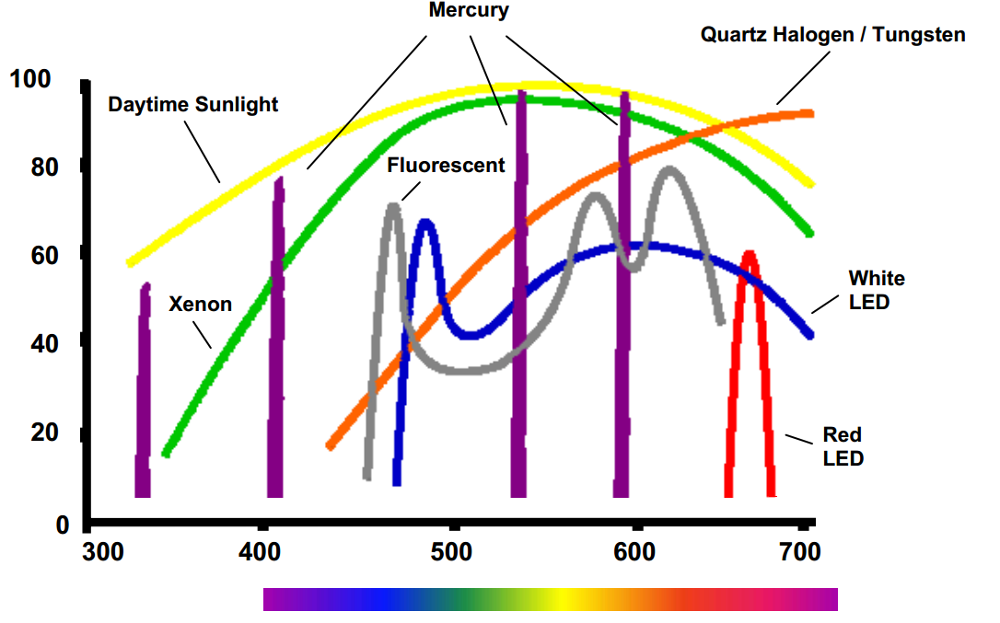 Mercury
Quartz Halogen / Tungsten
100
Daytime Sunlight
80
Fluorescent
60
Xenon
White
LED
40
20
Red
LED
0
300 400 500 600 700